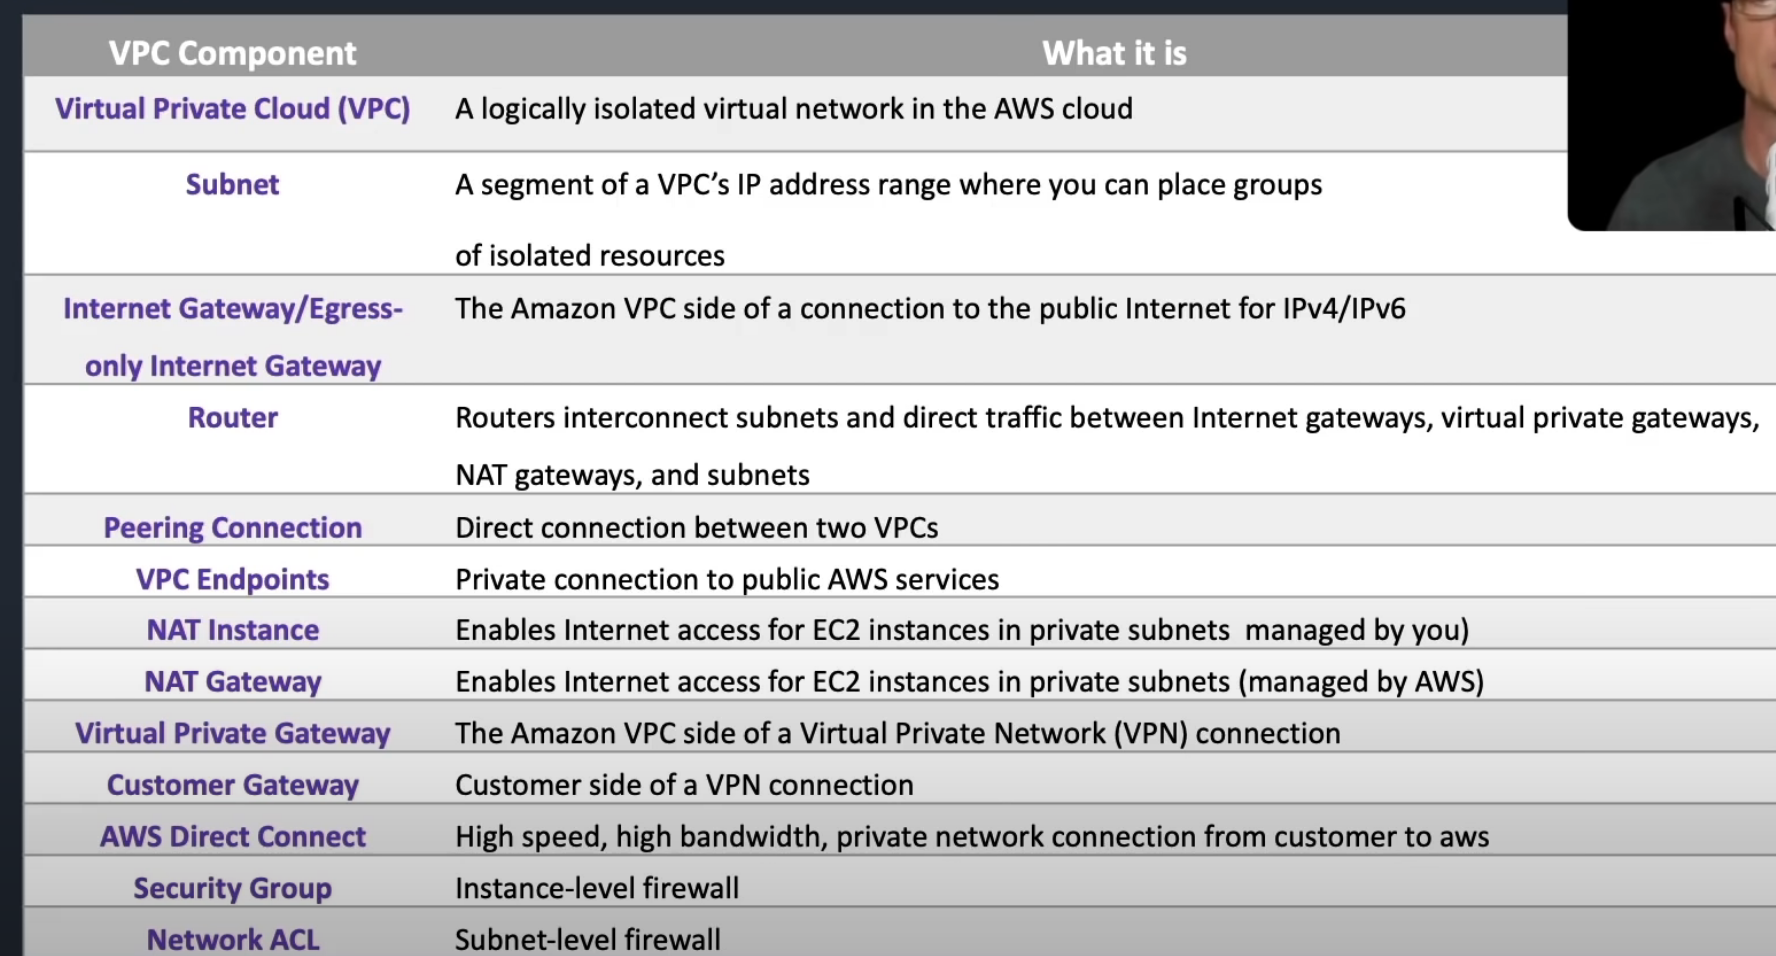 VPC Component What it is
Virtual Private Cloud (VPC) A logically isolated virtual network in the AWS cloud
Subnet A segment of a VPC’s IP address range where you can place groups
of isolated resources
Internet Gateway/Egress- The Amazon VPC side of a connection to the public Internet for IPv4/IPv6
only Internet Gateway
Router Routers interconnect subnets and direct traffic between Internet gateways, virtual private gateways,
NAT gateways, and subnets
Peering Connection Direct connection between two VPCs
VPC Endpoints Private connection to public AWS services
NAT Instance Enables Internet access for EC2 instances in private subnets managed by you)
NAT Gateway Enables Internet access for EC2 instances in private subnets (managed by AWS)
Virtual Private Gateway The Amazon VPC side of a Virtual Private Network (VPN) connection
Customer Gateway Customer side of a VPN connection
AWS Direct Connect High speed, high bandwidth, private network connection from customer to aws
Security Group Instance-level firewall
Network ACL Subnet-level firewall